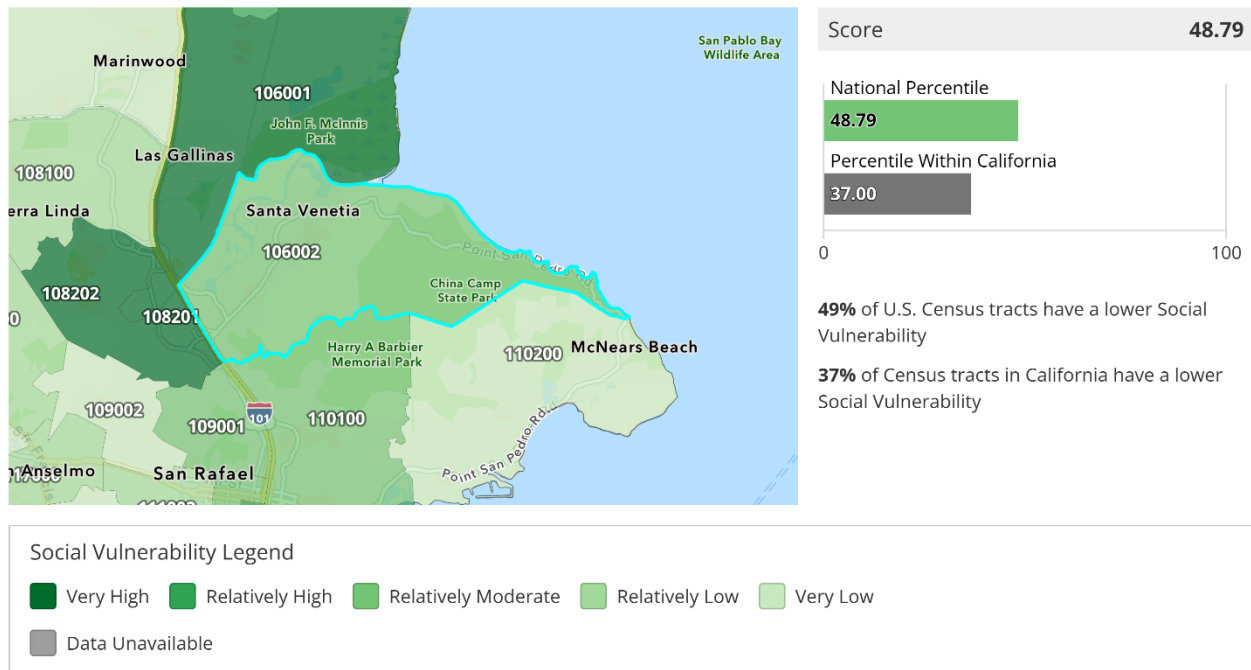 San Pablo Bay
Wildlife Area
Marinwood
106001
John F. McInnis
Park
Las Gallinas
108100
erra Linda
Santa Venetia
106002
Point San Pedro Rd
China Camp
State Park
108202
108201
Harry A Barbier
Memorial Park
110200
McNears Beach
109002
101
109001
110100
Point San Pedro Rd
n Anselmo
San Rafael
Score 48.79
National Percentile
48.79
Percentile Within California
37.00
0 100
49% of U.S. Census tracts have a lower Social
Vulnerability
37% of Census tracts in California have a lower
Social Vulnerability
Social Vulnerability Legend
Very High Relatively High Relatively Moderate Relatively Low Very Low
Data Unavailable